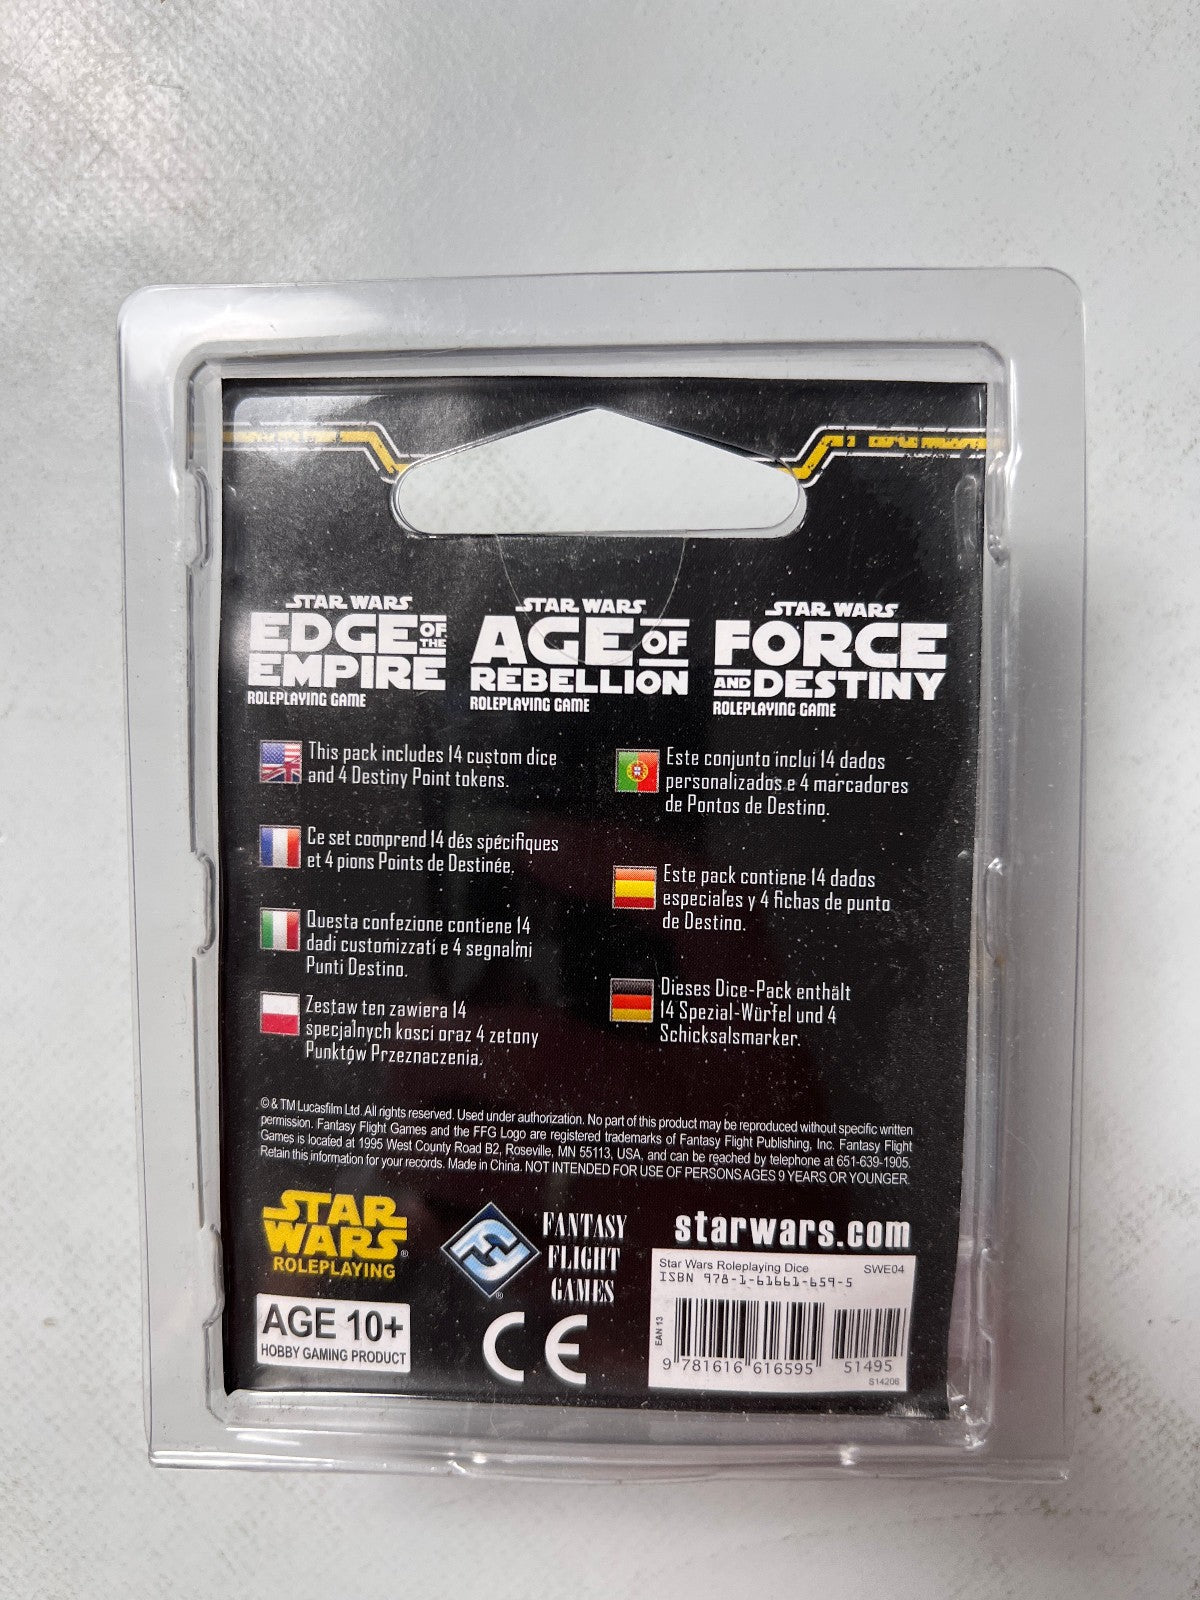 STAR WARS
EDGE OF THE
EMPIRE
ROLEPLAYING GAME
STAR WARS
AGE OF
REBELLION
ROLEPLAYING GAME
STAR WARS
FORCE
AND DESTINY
ROLEPLAYING GAME
This pack includes 14 custom dice
and 4 Destiny Point tokens.
Ce set comprend 14 dés spécifiques
et 4 pions Points de Destinée.
Questa confezione contiene 14
dadi customizzati e 4 segnalini
Punti Destino.
Zestaw ten zawiera 14
specjalnych kosci oraz 4 zetony
Punktów Przeznaczenia.
Este conjunto inclui 14 dados
personalizados e 4 marcadores
de Pontos de Destino.
Este pack contiene 14 dados
especiales y 4 fichas de punto
de Destino.
Dieses Dice-Pack enthält
14 Spezial-Würfel und 4
Schicksalsmarker.
© & TM Lucasfilm Ltd. All rights reserved. Used under authorization. No part of this product may be reproduced without specific written
permission. Fantasy Flight Games and the FFG Logo are registered trademarks of Fantasy Flight Publishing, Inc. Fantasy Flight
Games is located at 1995 West County Road B2, Roseville, MN 55113, USA, and can be reached by telephone at 651-639-1905.
Retain this information for your records. Made in China. NOT INTENDED FOR USE OF PERSONS AGES 9 YEARS OR YOUNGER.
STAR
WARS®
ROLEPLAYING
AGE 10+
HOBBY GAMING PRODUCT
®
FANTASY
FLIGHT
GAMES
CE
starwars.com
Star Wars Roleplaying Dice SWE04
ISBN 978-1-61661-659-5
EAN 13
9 781616 616595 51495
S14206